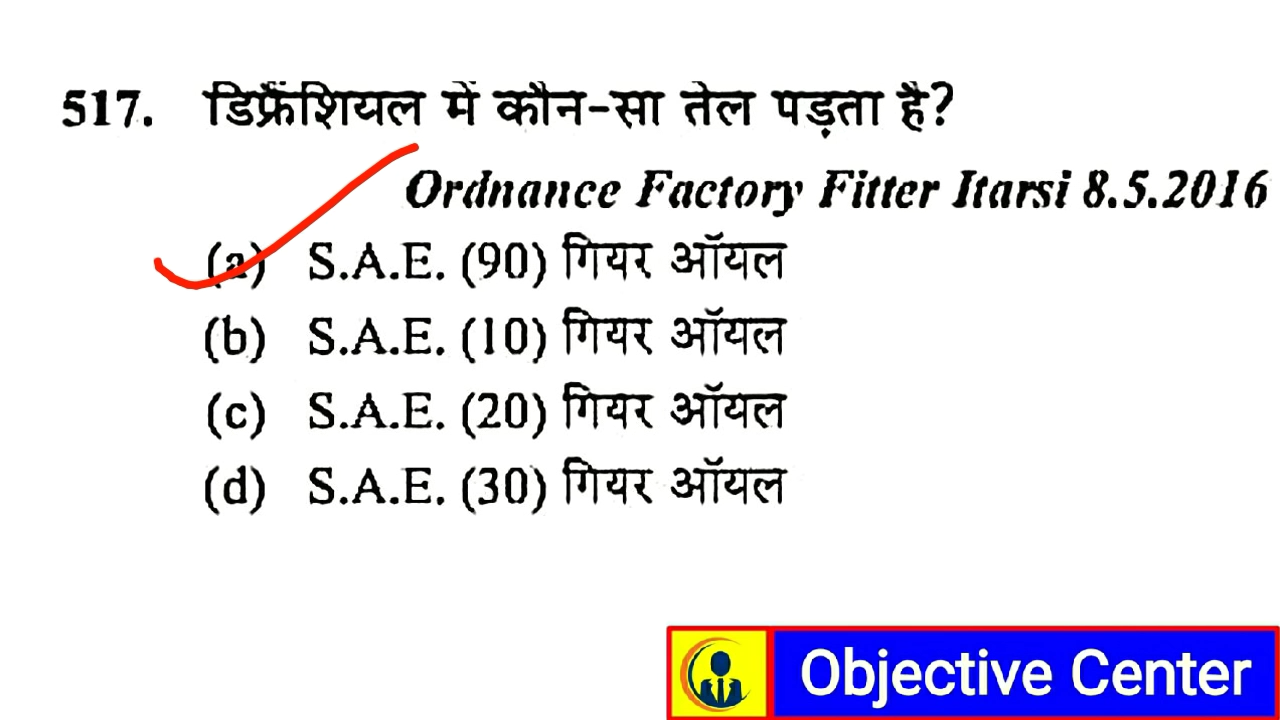 517. डिफ्रैंशियल में कौन-सा तेल पड़ता है?
Ordnance Factory Fitter Itarsi 8.5.2016
(a) S.A.E. (90) गियर ऑयल
(b) S.A.E. (10) गियर ऑयल
(c) S.A.E. (20) गियर ऑयल
(d) S.A.E. (30) गियर ऑयल
Objective Center